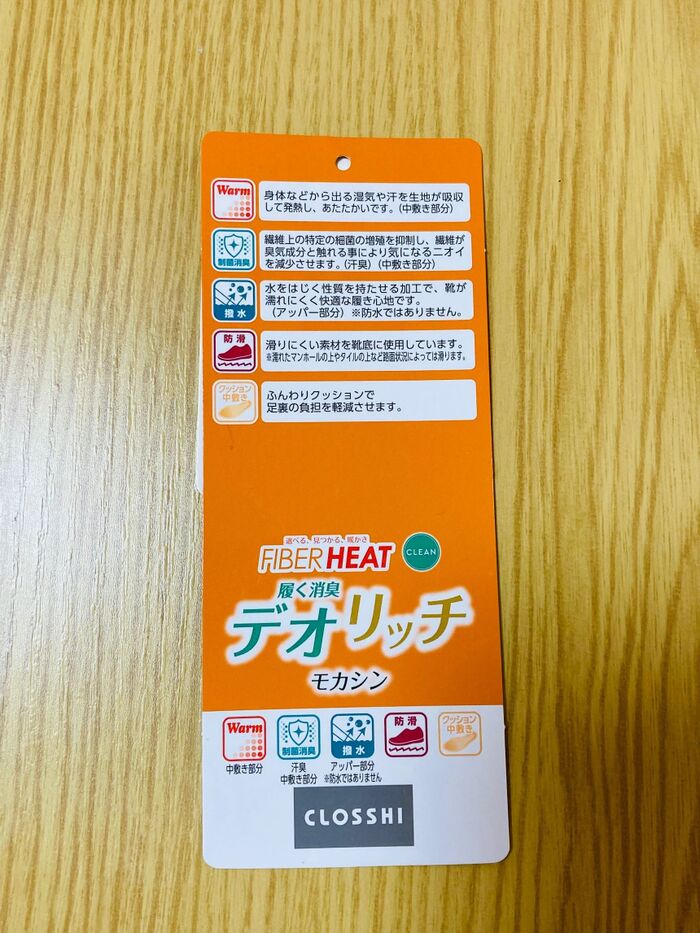 Warm
身体などから出る湿気や汗を生地が吸収
して発熱し、あたたかいです。(中敷き部分)
制菌消臭
繊維上の特定の細菌の増殖を抑制し、繊維が
臭気成分と触れる事により気になるニオイ
を減少させます。(汗臭)(中敷き部分)
撥水
水をはじく性質を持たせる加工で、靴が
濡れにくく快適な履き心地です。
(アッパー部分)※防水ではありません。
防滑
滑りにくい素材を靴底に使用しています。
※濡れたマンホールの上やタイルの上など路面状況によっては滑ります。
クッション
中敷き
ふんわりクッションで
足裏の負担を軽減させます。
選べる、見つかる、暖かさ
FIBER HEAT
CLEAN
履く消臭
デオリッチ
モカシン
Warm
中敷き部分
制菌消臭
汗臭
中敷き部分
撥水
アッパー部分
※防水ではありません
防滑
クッション
中敷き
CLOSSHI